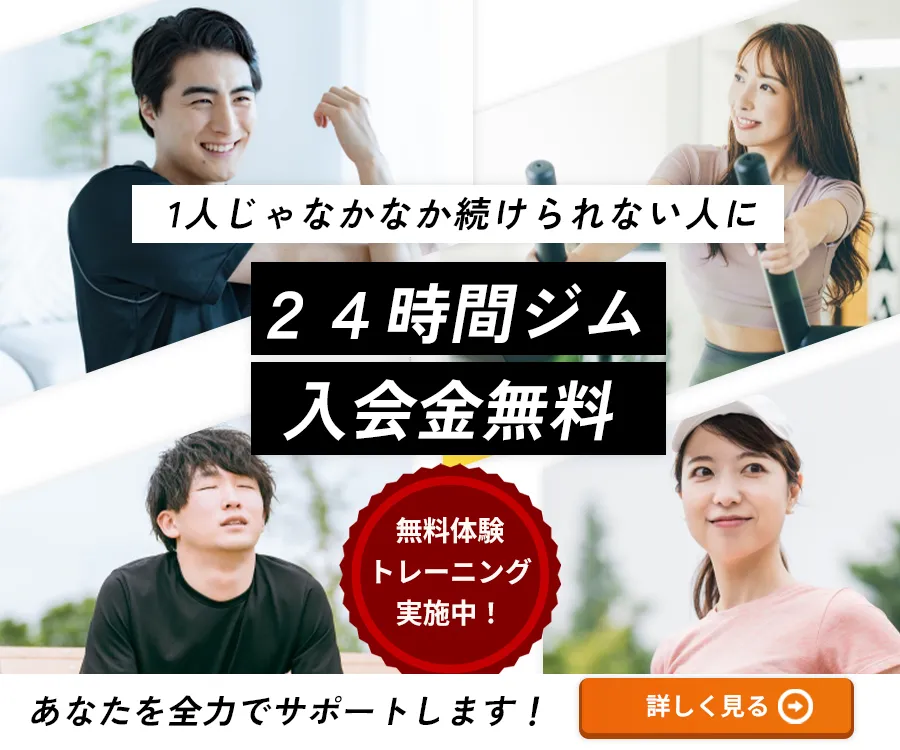 1人じゃなかなか続けられない人に
２４時間ジム
入会金無料
無料体験
トレーニング
実施中！
あなたを全力でサポートします！
詳しく見る